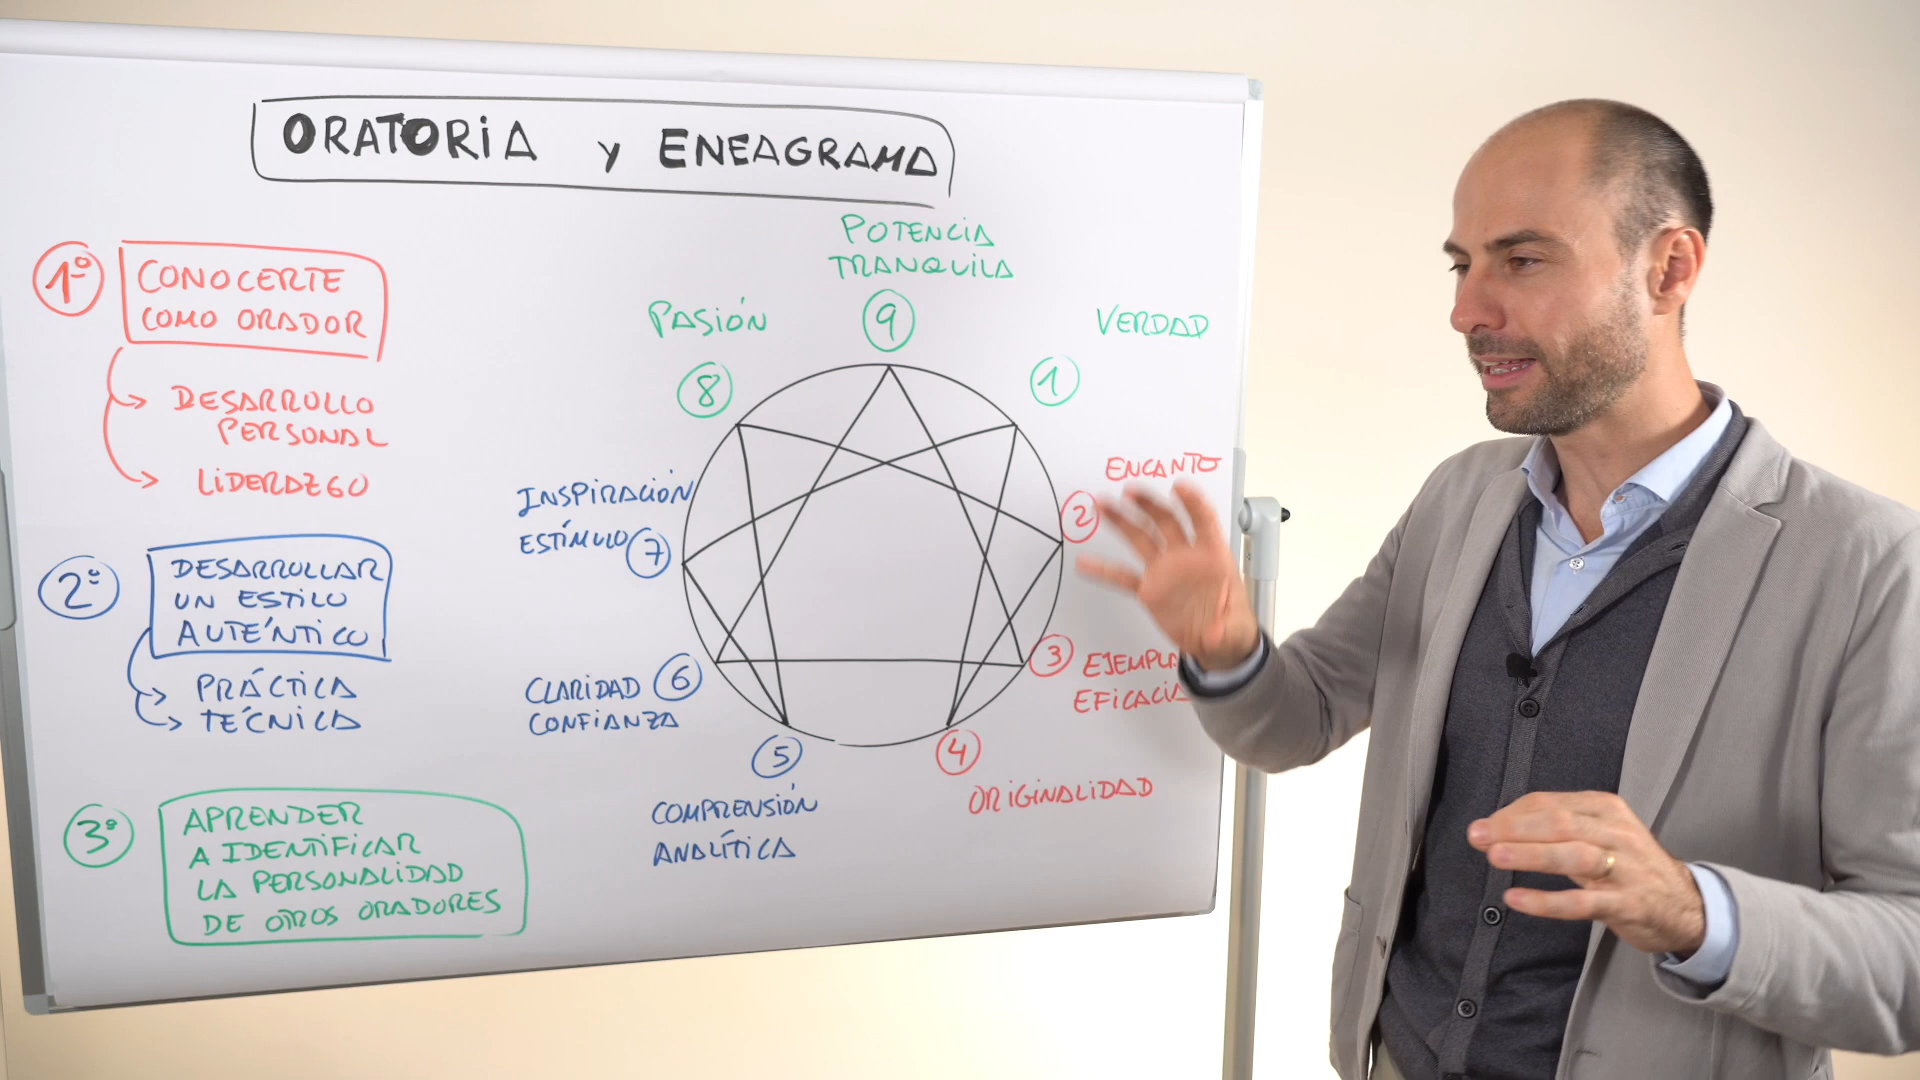 ORATORIA Y ENEAGRAMA
1º
CONOCERTE
COMO ORADOR
DESARROLLO
PERSONAL
LIDERAZGO
2º
DESARROLLAR
UN ESTILO
AUTÉNTICO
PRÁCTICA
TÉCNICA
3º
APRENDER
A IDENTIFICAR
LA PERSONALIDAD
DE OTROS ORADORES
POTENCIA
TRANQUILA
9
PASIÓN
8
VERDAD
1
ENCANTO
2
INSPIRACIÓN
ESTÍMULO 7
3
EFICACIA
CLARIDAD 6
CONFIANZA
4
ORIGINALIDAD
5
COMPRENSIÓN
ANALÍTICA